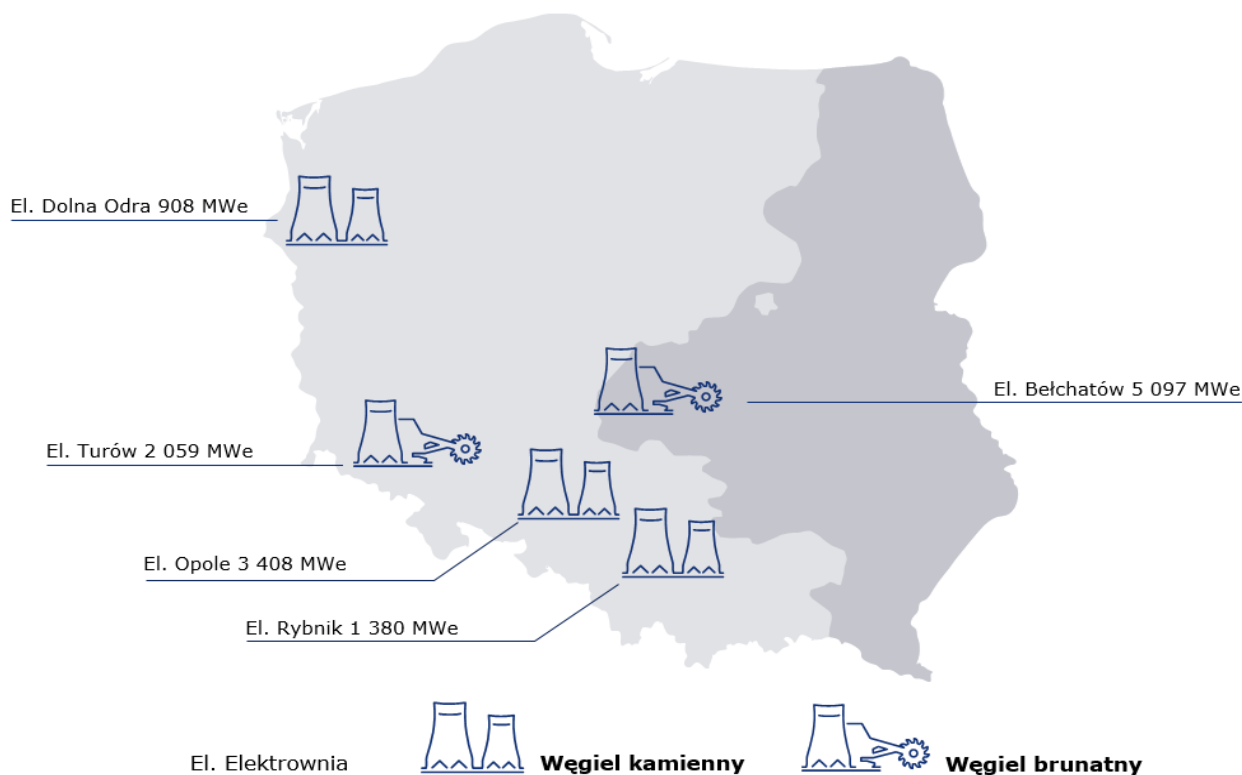 El. Dolna Odra 908 MWe
El. Bełchatów 5 097 MWe
El. Turów 2 059 MWe
El. Opole 3 408 MWe
El. Rybnik 1 380 MWe
El. Elektrownia
Węgiel kamienny
Węgiel brunatny